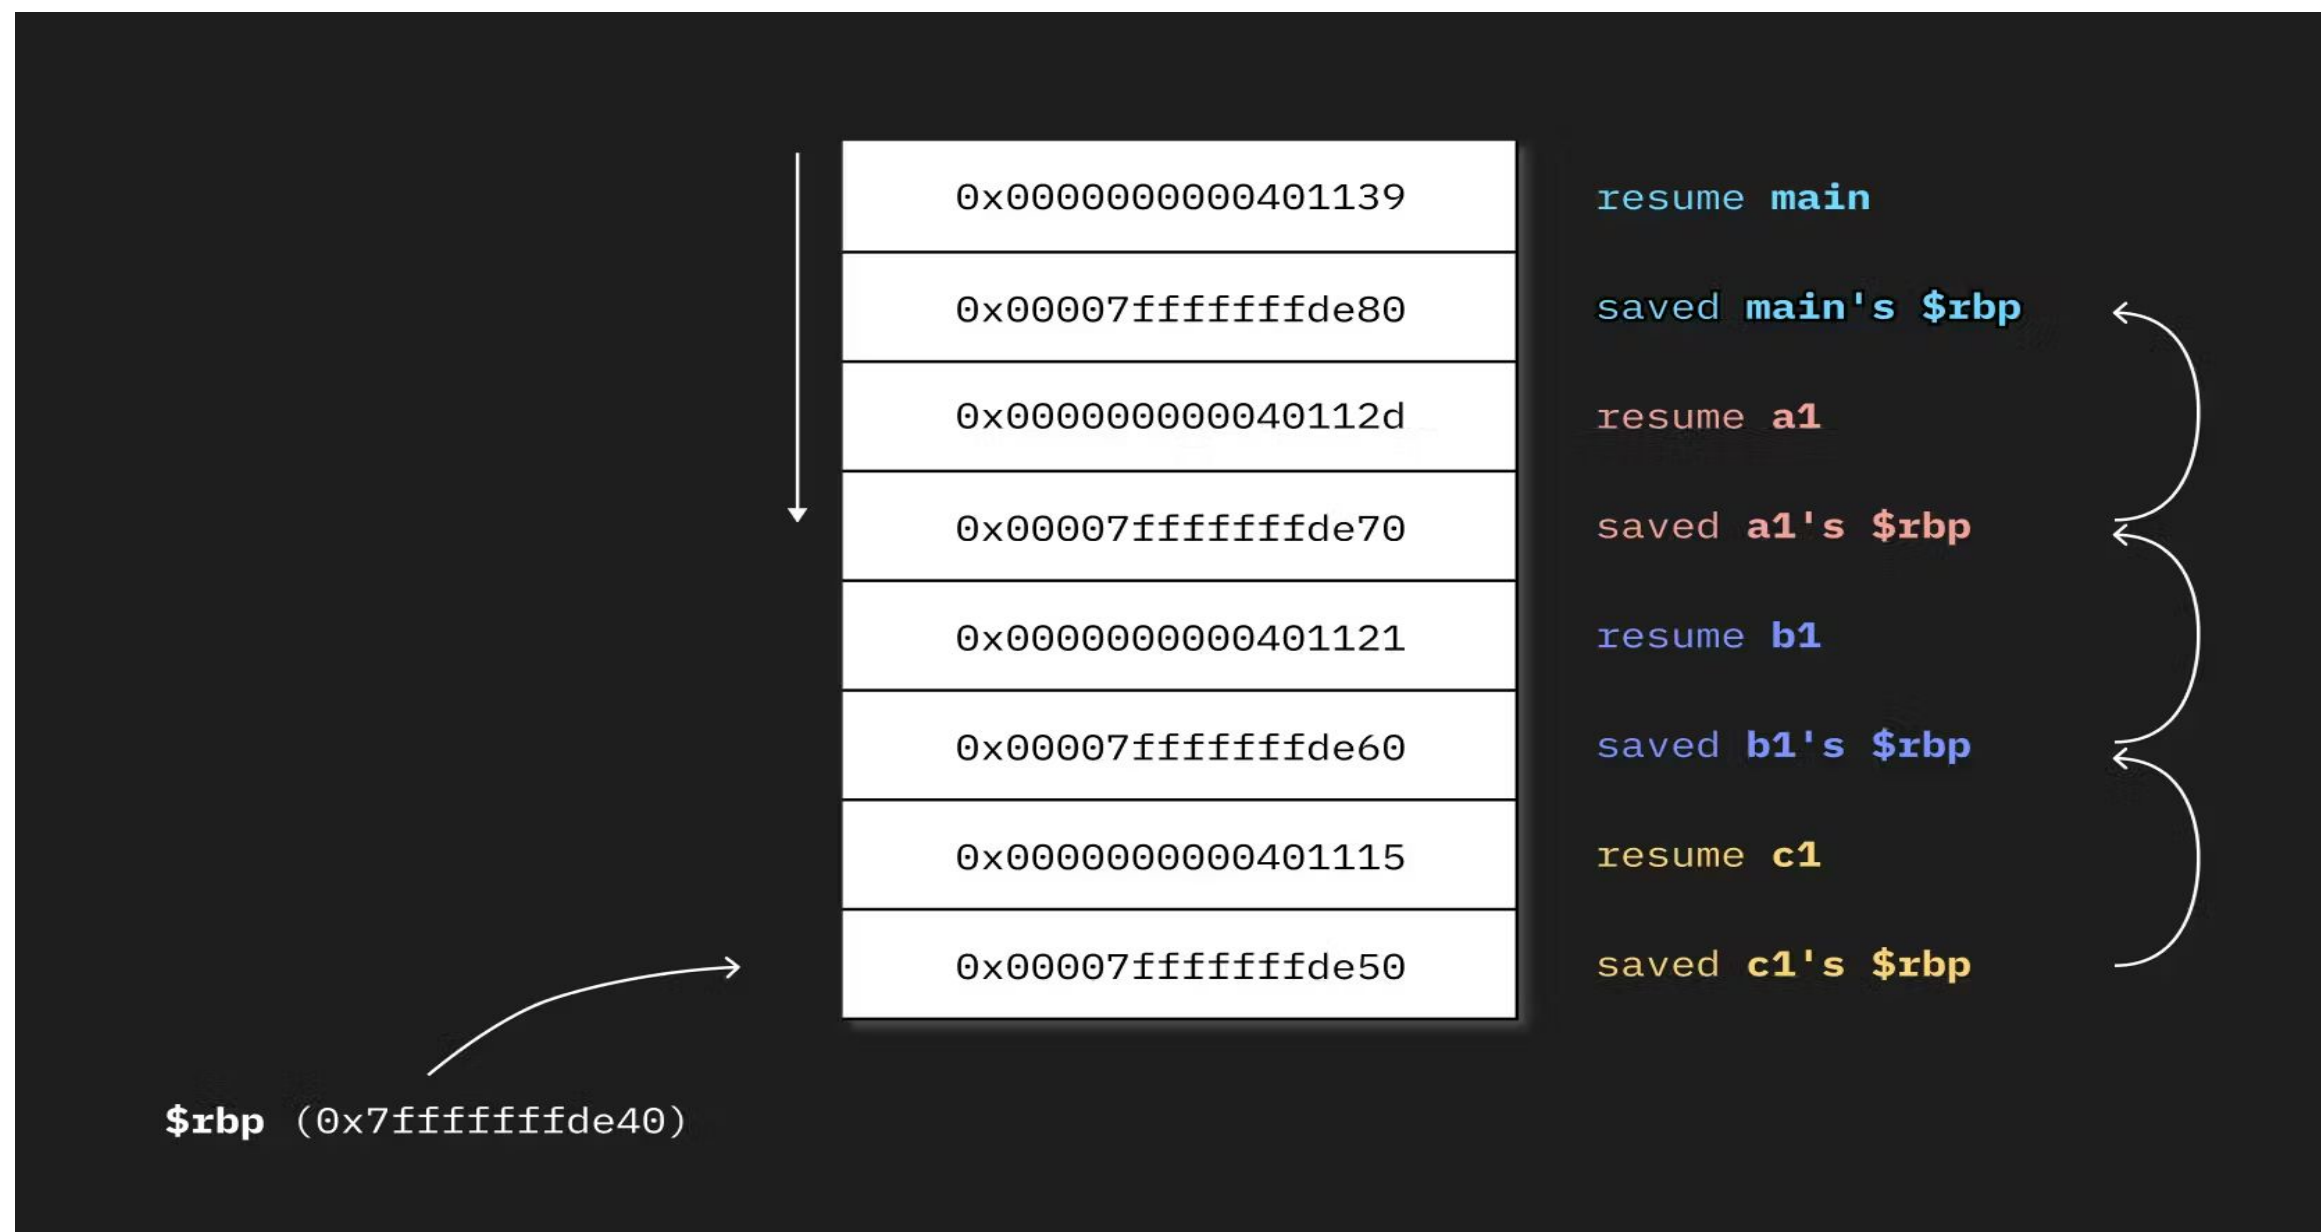 0x0000000000401139 resume main
0x00007fffffffde80 saved main's $rbp
0x000000000040112d resume a1
0x00007fffffffde70 saved a1's $rbp
0x0000000000401121 resume b1
0x00007fffffffde60 saved b1's $rbp
0x0000000000401115 resume c1
0x00007fffffffde50 saved c1's $rbp
$rbp (0x7fffffffde40)